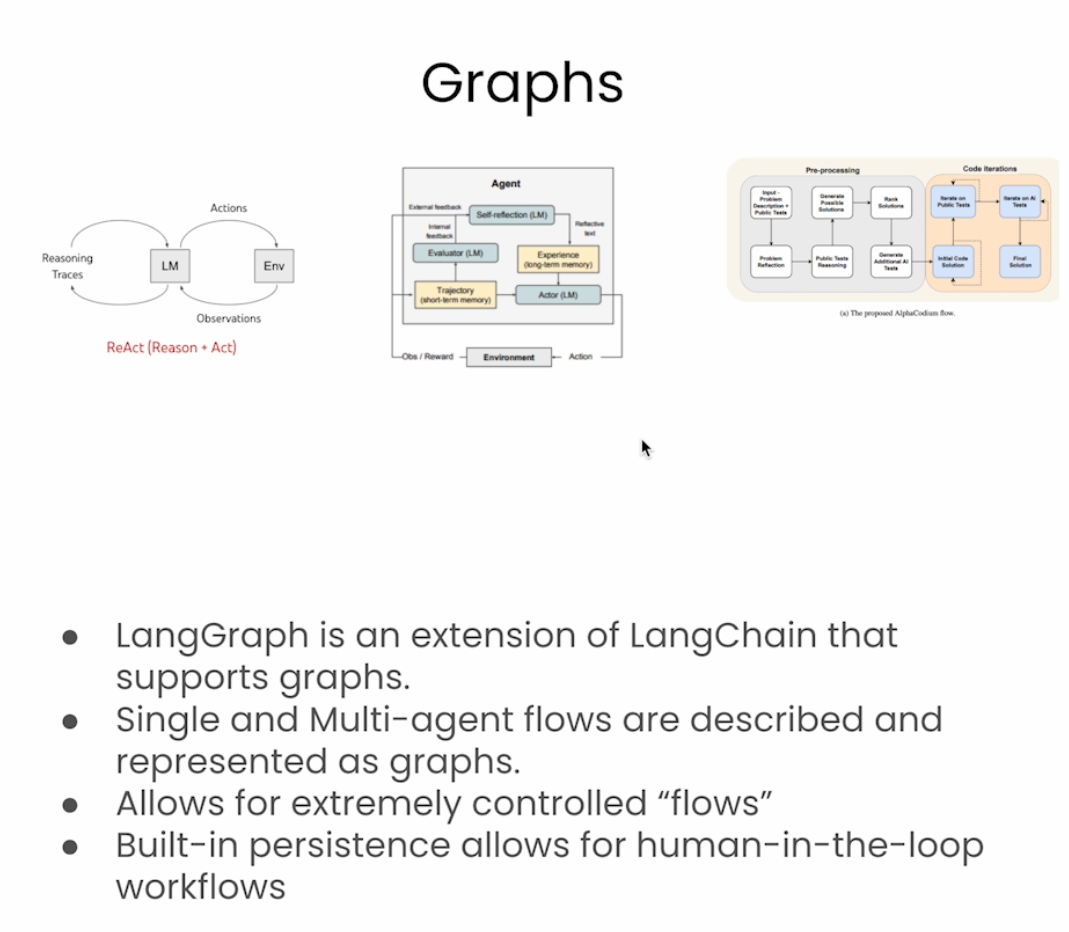 Graphs
Actions
Reasoning
Traces
LM
Env
Observations
ReAct (Reason + Act)
Agent
External feedback
Self-reflection (LM)
Internal
feedback
Reflective
text
Evaluator (LM)
Experience
(long-term memory)
Trajectory
(short-term memory)
Actor (LM)
Obs / Reward
Environment
Action
Pre-processing
Code Iterations
Input -
Problem
Description +
Public Tests
Generate
Possible
Solutions
Rank
Solutions
Iterate on
Public Tests
Iterate on AI
Tests
Problem
Reflection
Public Tests
Reasoning
Generate
Additional AI
Tests
Initial Code
Solution
Final
Solution
(a) The proposed AlphaCodium flow.
● LangGraph is an extension of LangChain that
supports graphs.
● Single and Multi-agent flows are described and
represented as graphs.
● Allows for extremely controlled “flows”
● Built-in persistence allows for human-in-the-loop
workflows